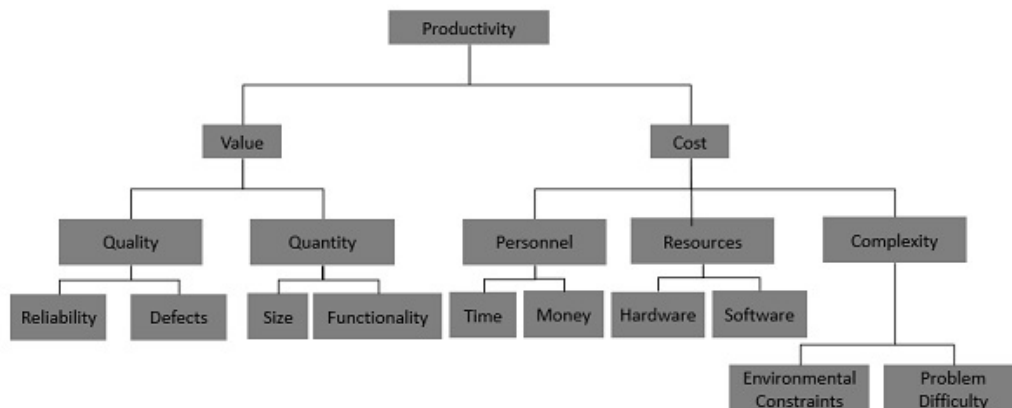 Productivity
Value
Cost
Quality
Quantity
Personnel
Resources
Complexity
Reliability
Defects
Size
Functionality
Time
Money
Hardware
Software
Environmental
Constraints
Problem
Difficulty